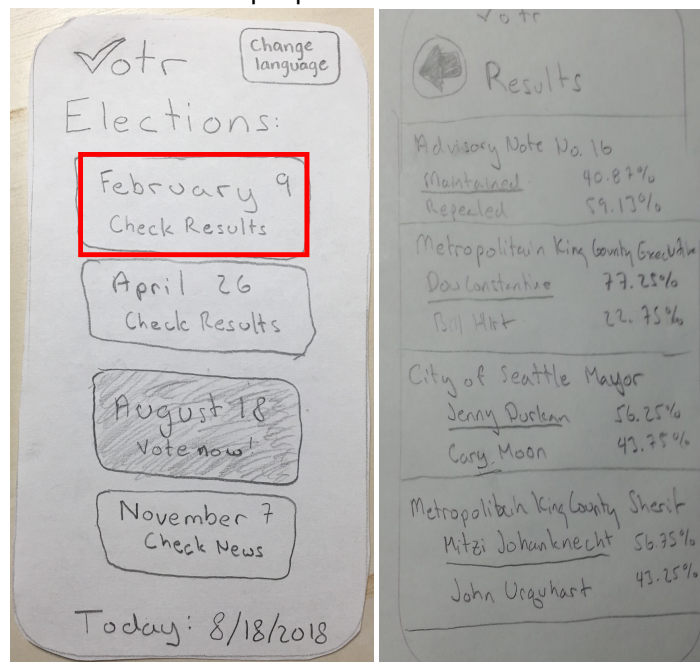 Votr
Change
language
Elections:
February 9
Check Results
April 26
Check Results
August 18
Vote now!
November 7
Check News
Today: 8/18/2018
Votr
Results
Advisory Note No. 16
Maintained 40.87%
Repealed 59.13%
Metropolitain King County Executive
Dow Constantine 77.25%
Bill Hirt 22.75%
City of Seattle Mayor
Jenny Durkan 56.25%
Cary Moon 43.75%
Metropolitain King County Sherif
Mitzi Johanknecht 56.75%
John Urquhart 43.25%